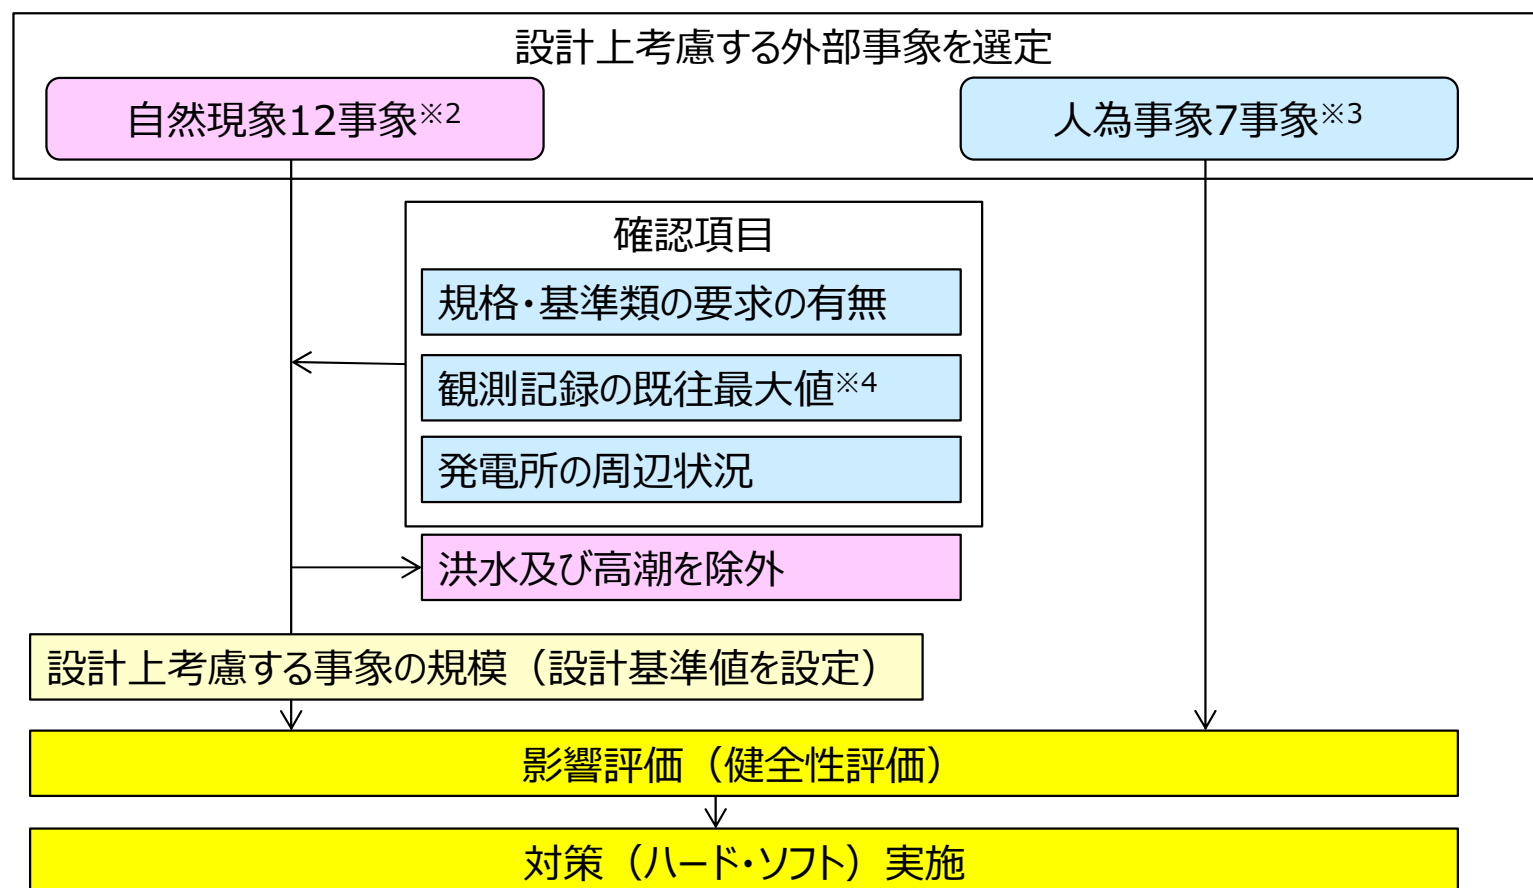 設計上考慮する外部事象を選定
自然現象12事象※2
人為事象7事象※3
確認項目
規格・基準類の要求の有無
観測記録の既往最大値※4
発電所の周辺状況
洪水及び高潮を除外
設計上考慮する事象の規模（設計基準値を設定）
影響評価（健全性評価）
対策（ハード・ソフト）実施